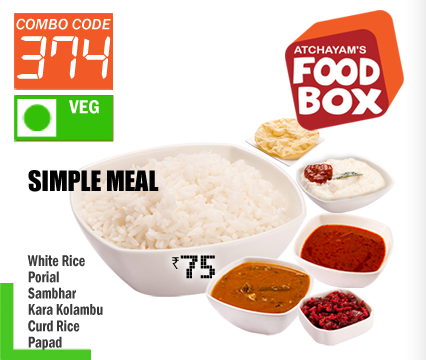 COMBO CODE
374
VEG
ATCHAYAM'S
FOOD
BOX
SIMPLE MEAL
₹75
White Rice
Porial
Sambhar
Kara Kolambu
Curd Rice
Papad